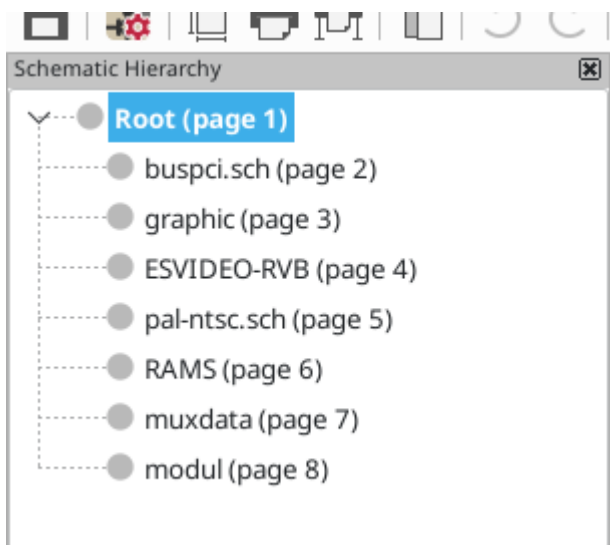 Schematic Hierarchy
Root (page 1)
buspci.sch (page 2)
graphic (page 3)
ESVIDEO-RVB (page 4)
pal-ntsc.sch (page 5)
RAMS (page 6)
muxdata (page 7)
modul (page 8)